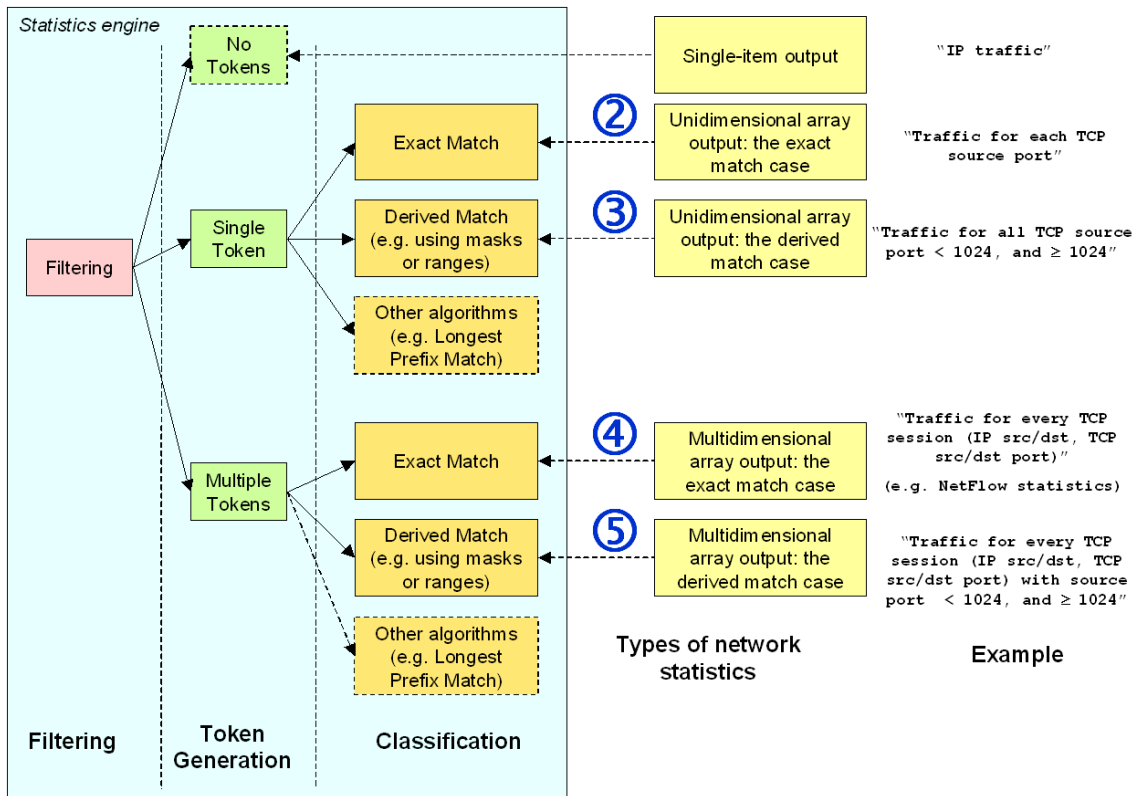 Statistics engine
No
Tokens
Single-item output
"IP traffic"
②
Exact Match
Unidimensional array
output: the exact
match case
"Traffic for each TCP
source port"
③
Single
Token
Derived Match
(e.g. using masks
or ranges)
Unidimensional array
output: the derived
match case
"Traffic for all TCP source
port < 1024, and ≥ 1024"
Filtering
Other algorithms
(e.g. Longest
Prefix Match)
④
Multiple
Tokens
Exact Match
Multidimensional
array output: the
exact match case
"Traffic for every TCP
session (IP src/dst, TCP
src/dst port)"
(e.g. NetFlow statistics)
⑤
Derived Match
(e.g. using masks
or ranges)
Multidimensional
array output: the
derived match case
"Traffic for every TCP
session (IP src/dst, TCP
src/dst port) with source
port < 1024, and ≥ 1024"
Other algorithms
(e.g. Longest
Prefix Match)
Types of network
statistics
Example
Filtering
Token
Generation
Classification